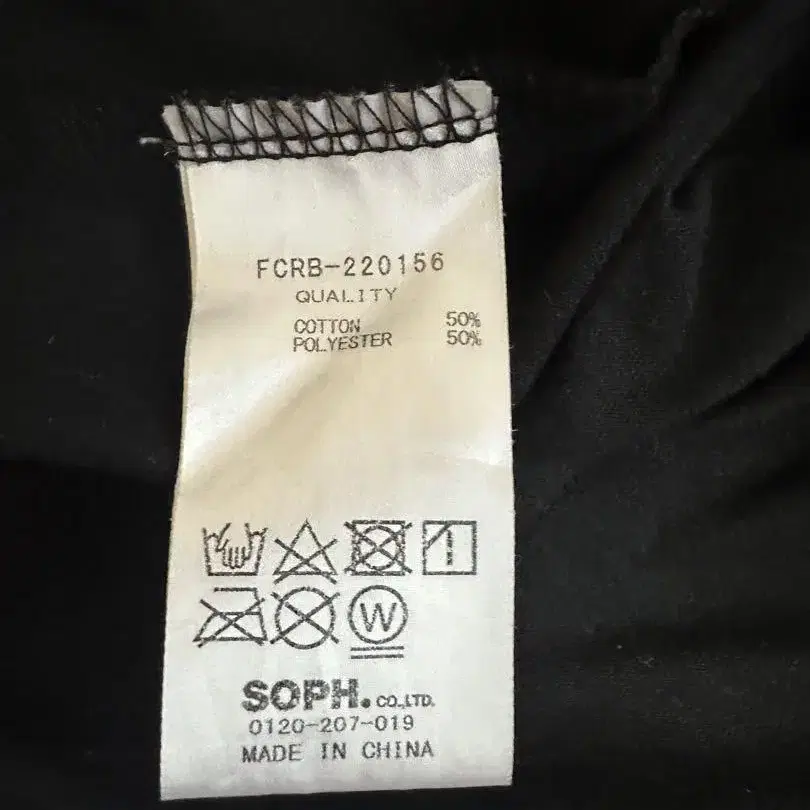 FCRB-220156
QUALITY
COTTON 50%
POLYESTER 50%
W
SOPH. CO.,LTD.
0120-207-019
MADE IN CHINA